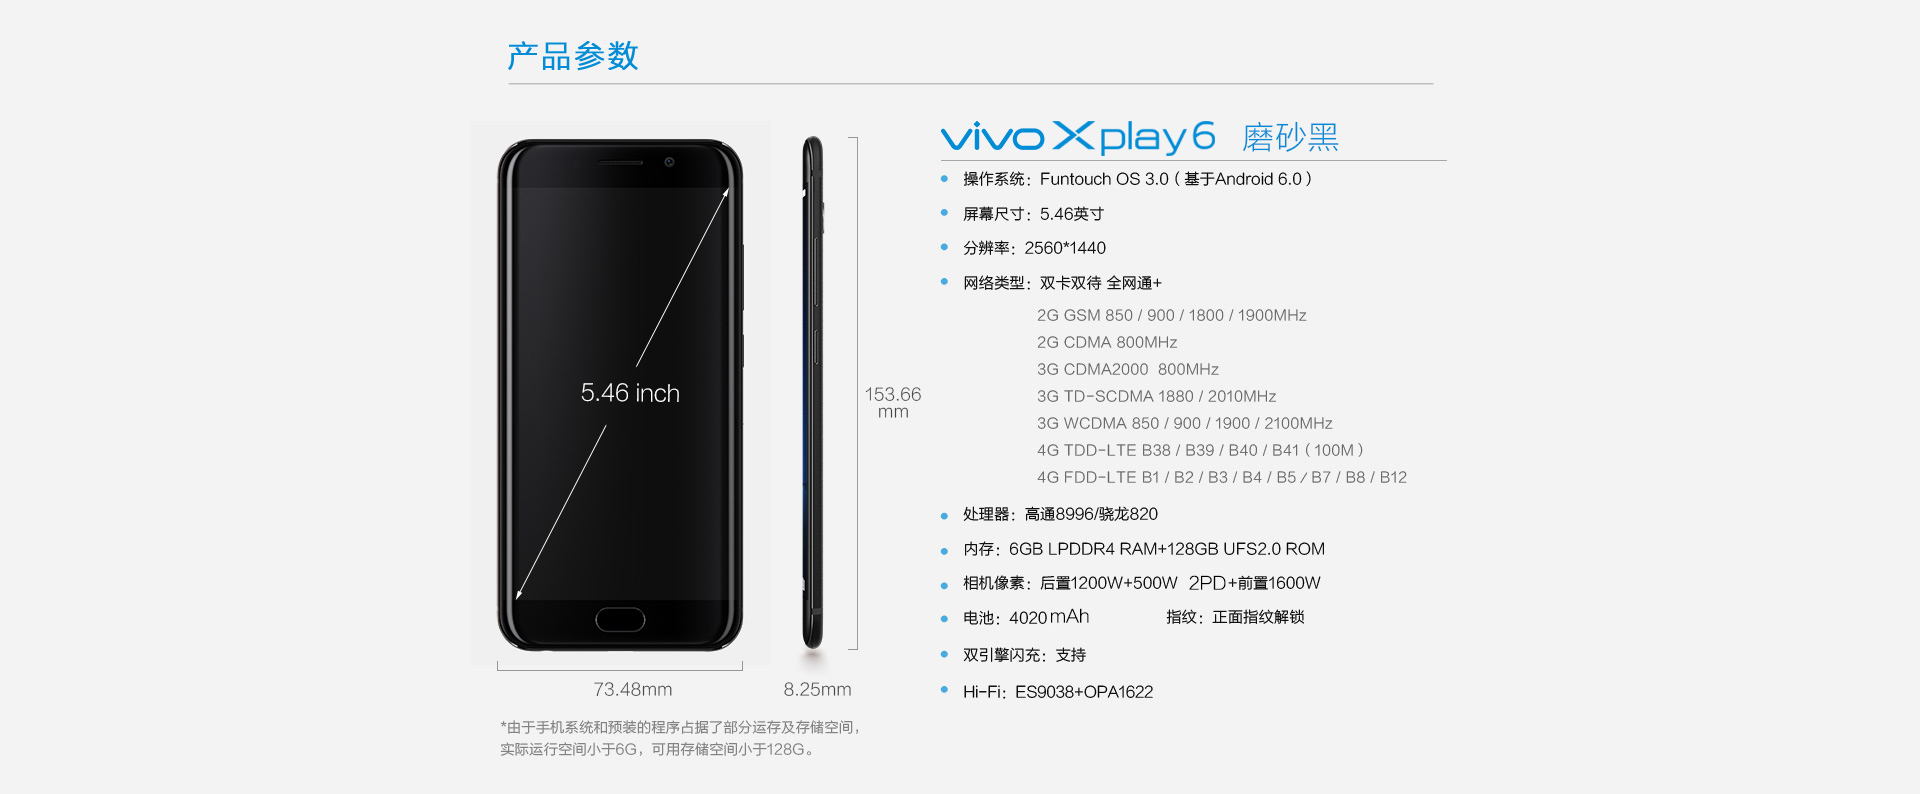 产品参数
vivo Xplay6 磨砂黑
操作系统：Funtouch OS 3.0（基于Android 6.0）
屏幕尺寸：5.46英寸
分辨率：2560*1440
网络类型：双卡双待 全网通+
2G GSM 850 / 900 / 1800 / 1900MHz
2G CDMA 800MHz
3G CDMA2000 800MHz
3G TD-SCDMA 1880 / 2010MHz
3G WCDMA 850 / 900 / 1900 / 2100MHz
4G TDD-LTE B38 / B39 / B40 / B41（100M）
4G FDD-LTE B1 / B2 / B3 / B4 / B5 / B7 / B8 / B12
处理器：高通8996/骁龙820
内存：6GB LPDDR4 RAM+128GB UFS2.0 ROM
相机像素：后置1200W+500W 2PD+前置1600W
电池：4020mAh 指纹：正面指纹解锁
双引擎闪充：支持
Hi-Fi：ES9038+OPA1622
5.46 inch
153.66
mm
73.48mm
8.25mm
*由于手机系统和预装的程序占据了部分运存及存储空间，
实际运行空间小于6G，可用存储空间小于128G。